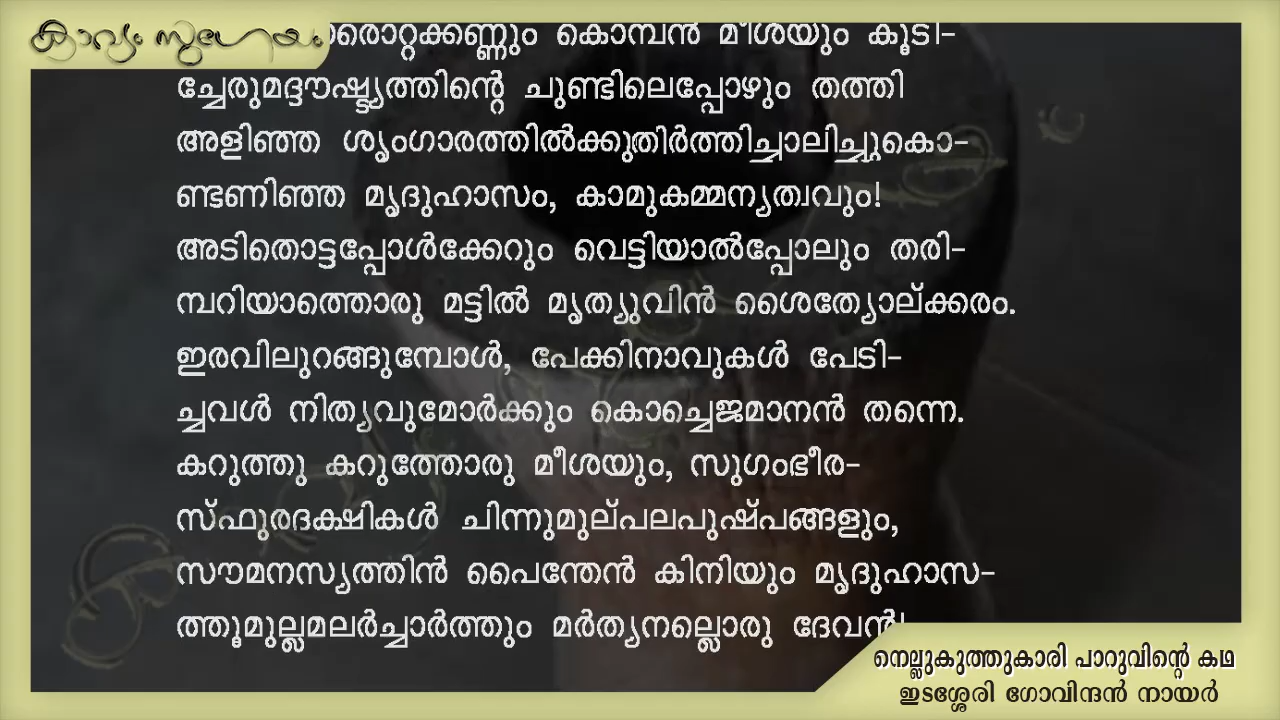 കാവ്യം സുഗേയം
രൊറ്റക്കണ്ണും കൊമ്പൻ മീശയും കൂടി-
ച്ചേരുമദ്ദൗഷ്ട്യത്തിന്റെ ചുണ്ടിലെപ്പോഴും തത്തി
അളിഞ്ഞ ശൃംഗാരത്തിൽക്കുതിർത്തിച്ചാലിച്ചുകൊ-
ണ്ടണിഞ്ഞ മൃദുഹാസം, കാമുകമ്മന്യത്വവും!
അടിതൊട്ടപ്പോൾക്കേറും വെട്ടിയാൽപ്പോലും തരി-
മ്പറിയാത്തൊരു മട്ടിൽ മൃത്യുവിൻ ശൈത്യോല്ക്കരം.
ഇരവിലുറങ്ങുമ്പോൾ, പേക്കിനാവുകൾ പേടി-
ച്ചവൾ നിത്യവുമോർക്കും കൊച്ചെജമാനൻ തന്നെ.
കറുത്തു കറുത്തോരു മീശയും, സുഗംഭീര-
സ്ഫുരദക്ഷികൾ ചിന്നുമുല്പലപുഷ്പങ്ങളും,
സൗമനസ്യത്തിൻ പൈന്തേൻ കിനിയും മൃദുഹാസ-
ത്തൂമുല്ലമലർച്ചാർത്തും മർത്യനല്ലൊരു ദേവൻ!
നെല്ലുകുത്തുകാരി പാറുവിന്റെ കഥ
ഇടശ്ശേരി ഗോവിന്ദൻ നായർ